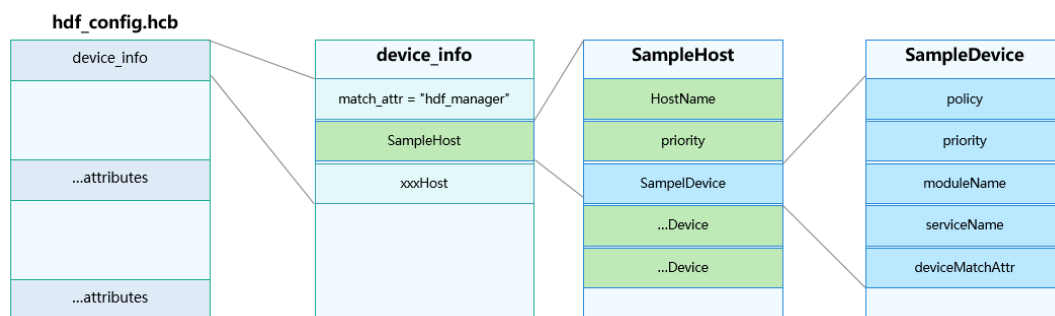 hdf_config.hcb
device_info
...attributes
...attributes
device_info
match_attr = "hdf_manager"
SampleHost
xxxHost
SampleHost
HostName
priority
SampelDevice
...Device
...Device
SampleDevice
policy
priority
moduleName
serviceName
deviceMatchAttr